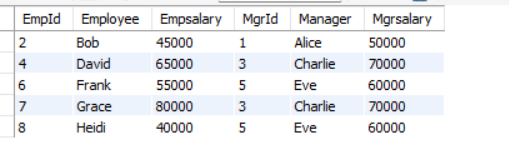 EmpId Employee Empsalary MgrId Manager Mgrsalary
2 Bob 45000 1 Alice 50000
4 David 65000 3 Charlie 70000
6 Frank 55000 5 Eve 60000
7 Grace 80000 3 Charlie 70000
8 Heidi 40000 5 Eve 60000